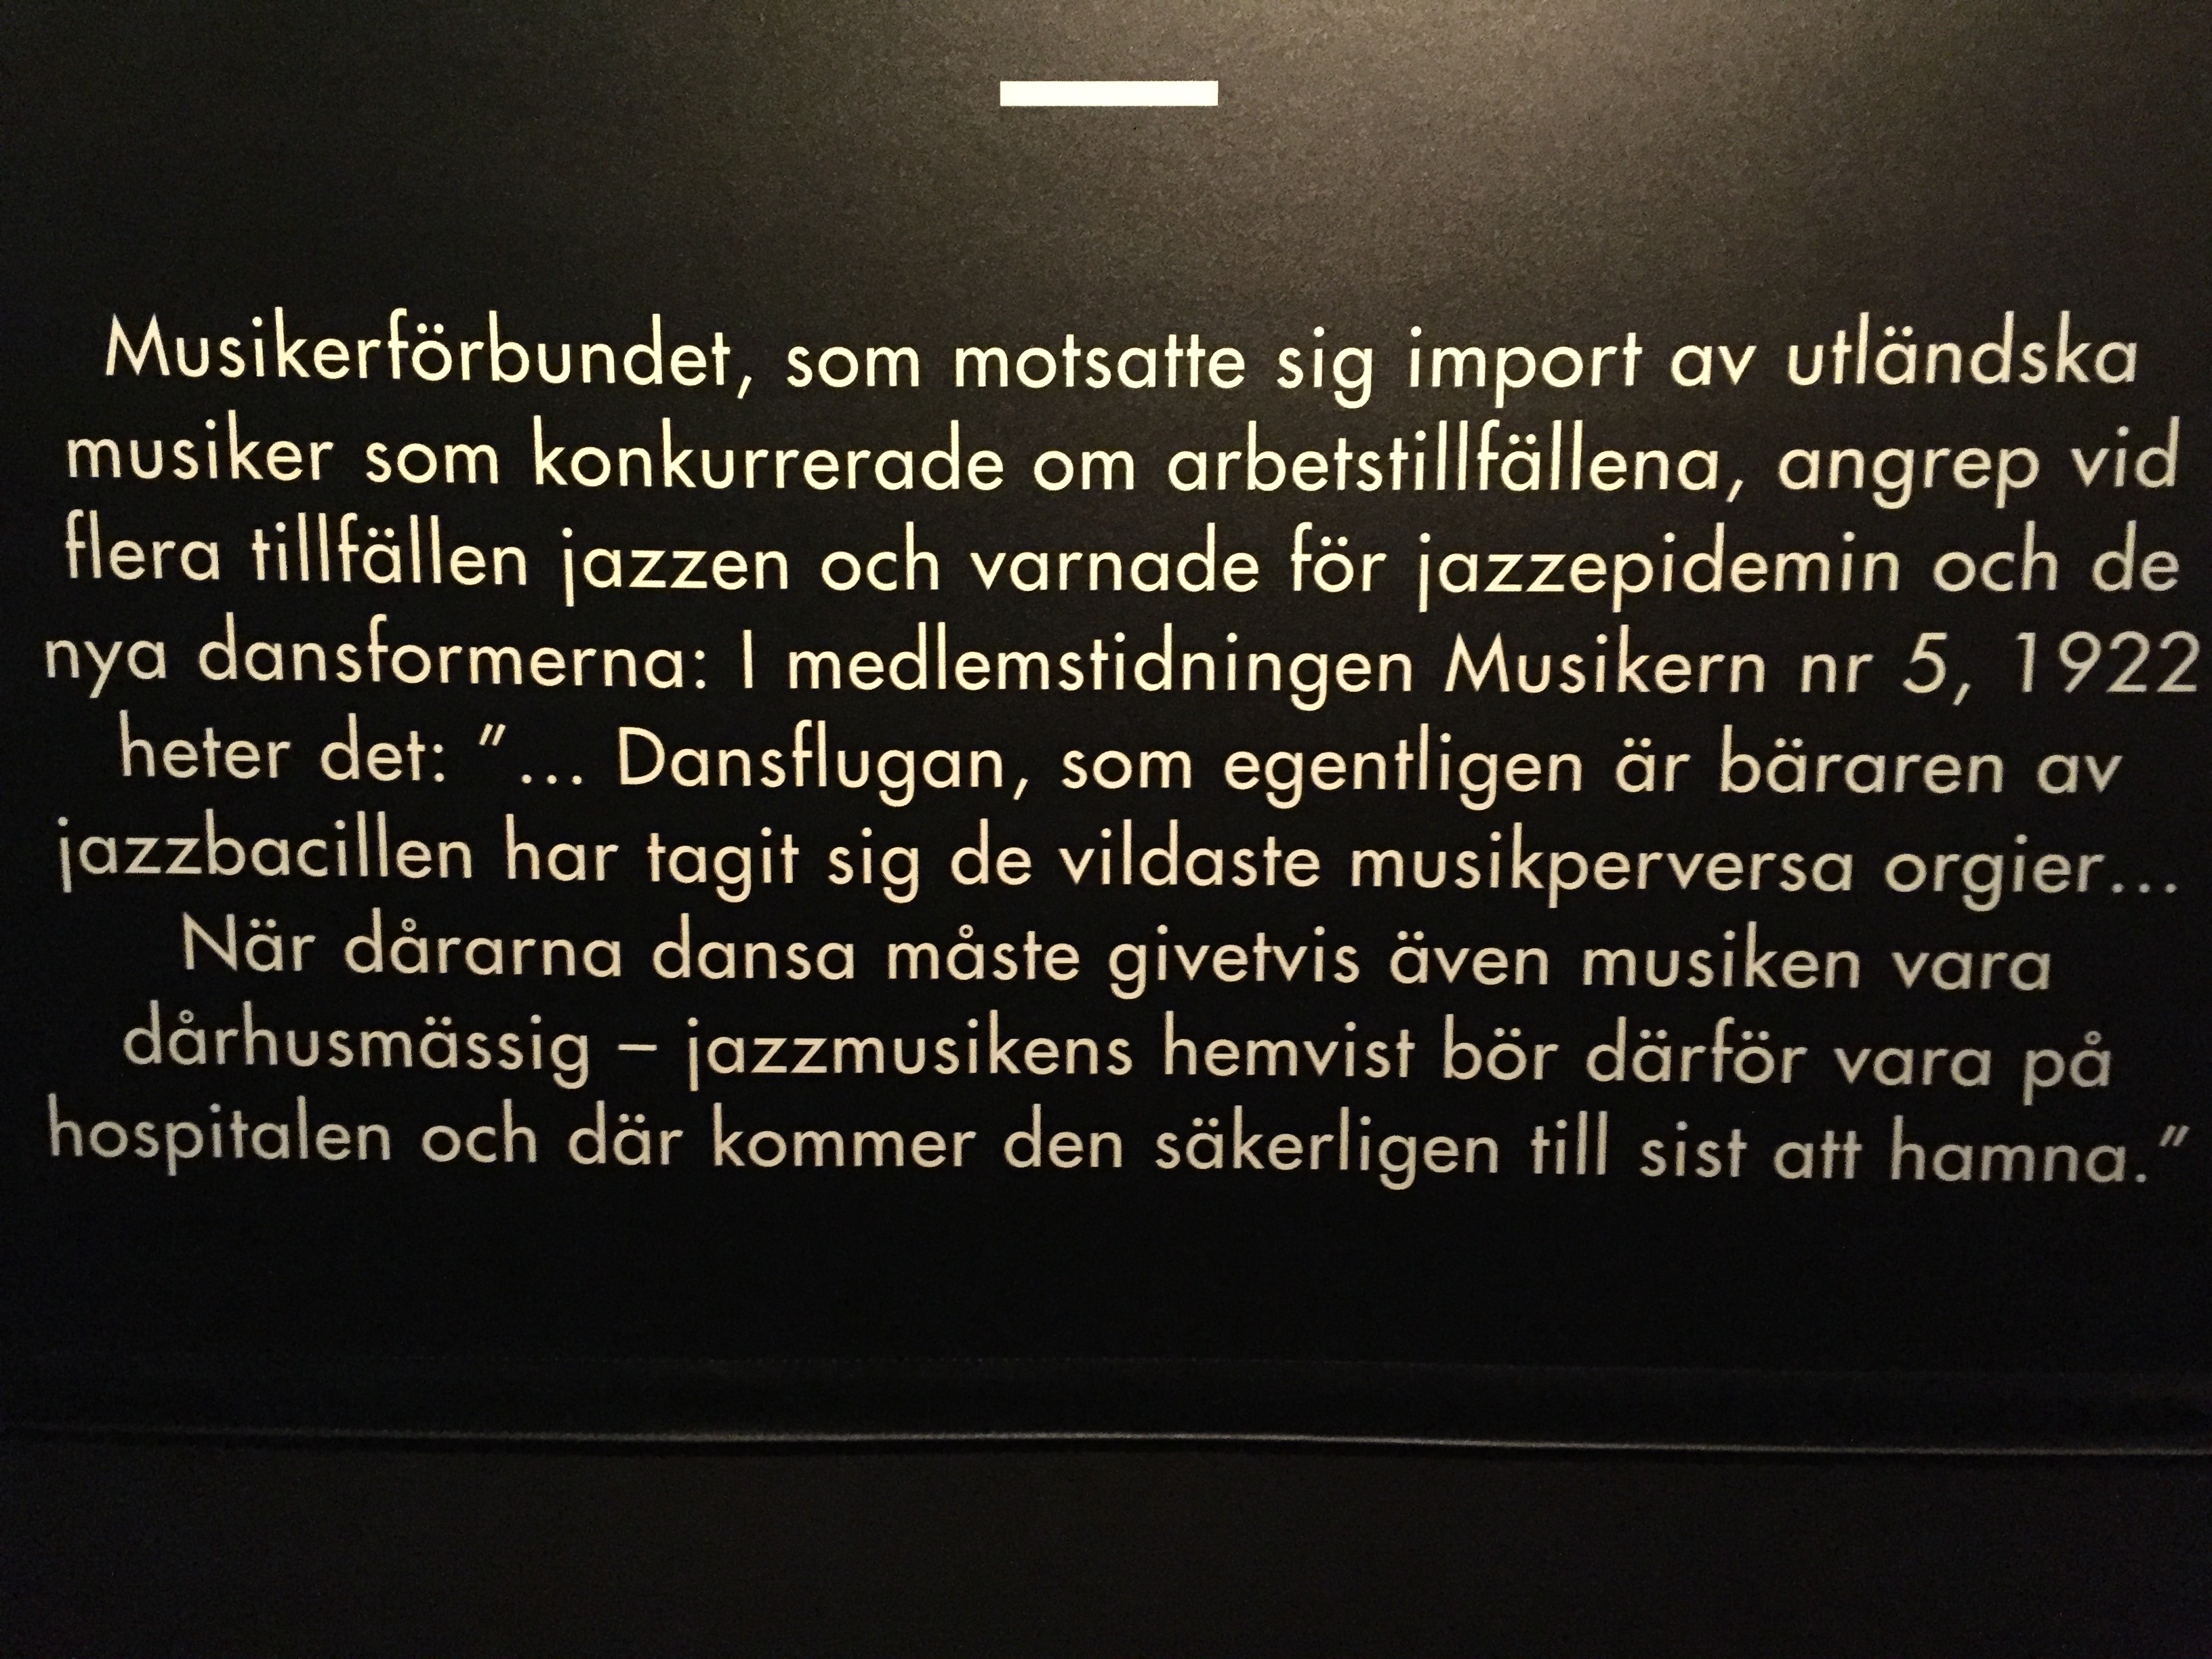 Musikerförbundet, som motsatte sig import av utländska
musiker som konkurrerade om arbetstillfällena, angrep vid
flera tillfällen jazzen och varnade för jazzepidemin och de
nya dansformerna: I medlemstidningen Musikern nr 5, 1922
heter det: ”... Dansflugan, som egentligen är bäraren av
jazzbacillen har tagit sig de vildaste musikperversa orgier...
När dårarna dansa måste givetvis även musiken vara
dårhusmässig – jazzmusikens hemvist bör därför vara på
hospitalen och där kommer den säkerligen till sist att hamna.”